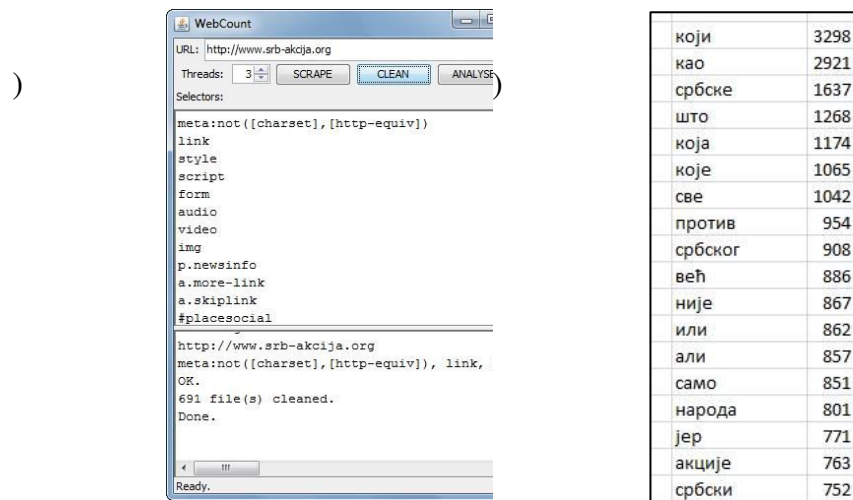 WebCount
URL: http://www.srb-akcija.org
Threads: 3 SCRAPE CLEAN ANALYSE
Selectors:
)
)
meta:not([charset],[http-equiv])
link
style
script
form
audio
video
img
p.newsinfo
a.more-link
a.skiplink
#placesocial
http://www.srb-akcija.org
meta:not([charset],[http-equiv]), link,
OK.
691 file(s) cleaned.
Done.
Ready.
који 3298
као 2921
србске 1637
што 1268
која 1174
које 1065
све 1042
против 954
србског 908
већ 886
није 867
или 862
али 857
само 851
народа 801
јер 771
акције 763
србски 752